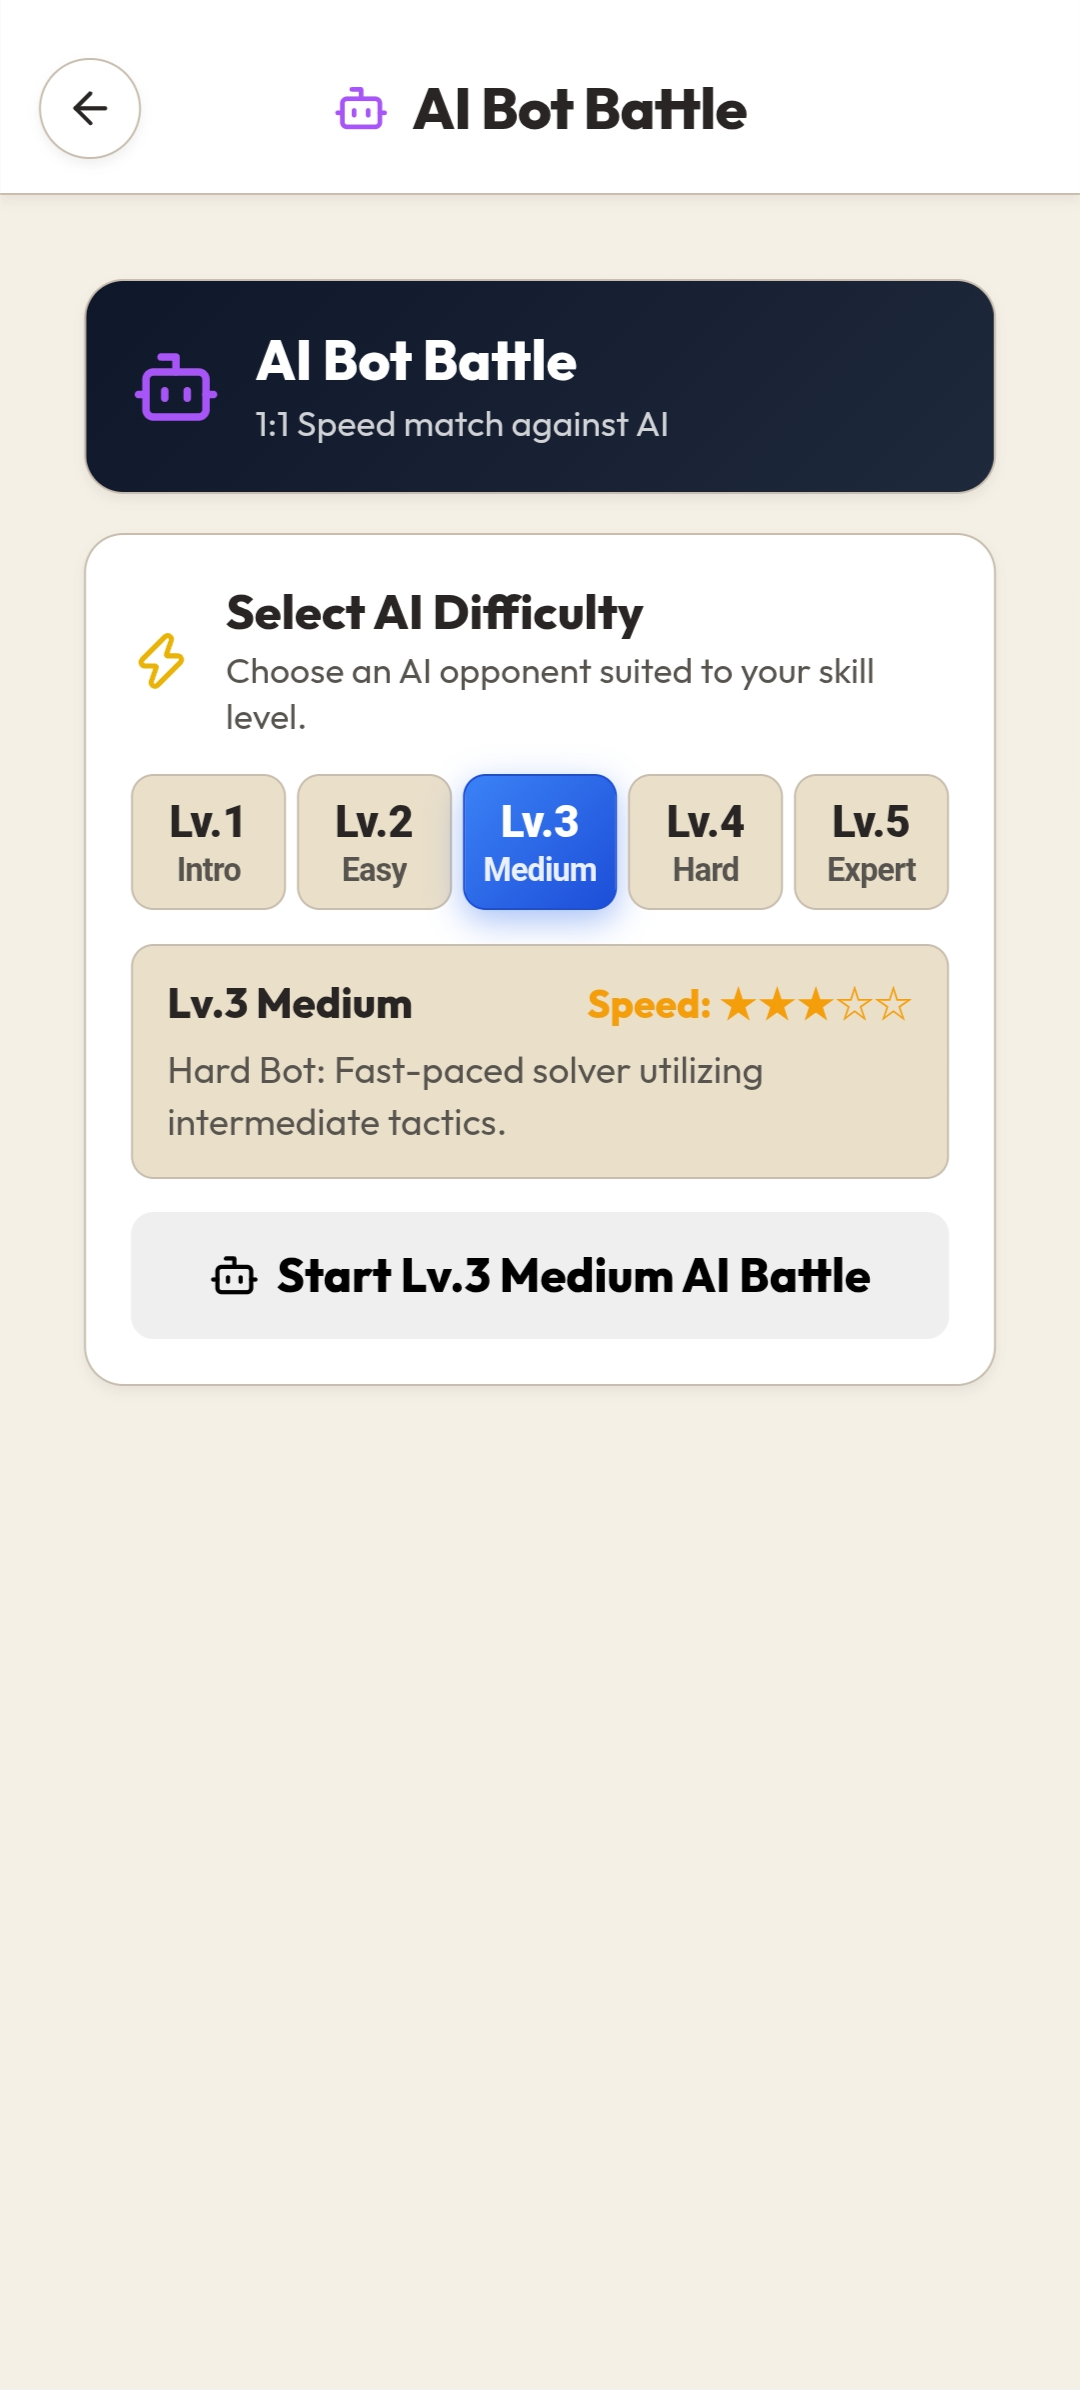 AI Bot Battle
AI Bot Battle
1:1 Speed match against AI
Select AI Difficulty
Choose an AI opponent suited to your skill
level.
Lv.1
Intro
Lv.2
Easy
Lv.3
Medium
Lv.4
Hard
Lv.5
Expert
Lv.3 Medium
Speed: ★★★☆☆
Hard Bot: Fast-paced solver utilizing
intermediate tactics.
Start Lv.3 Medium AI Battle